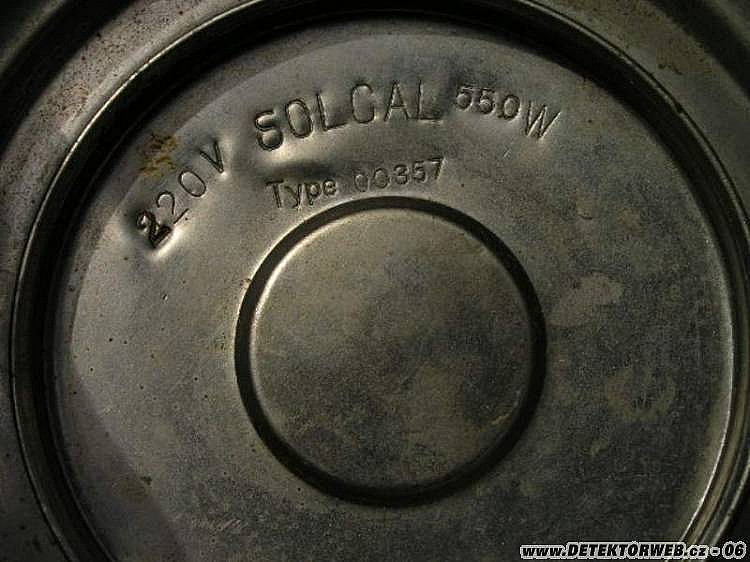 220V SOLCAL 550W
Type 00357
www.DETEKTORWEB.cz - 06